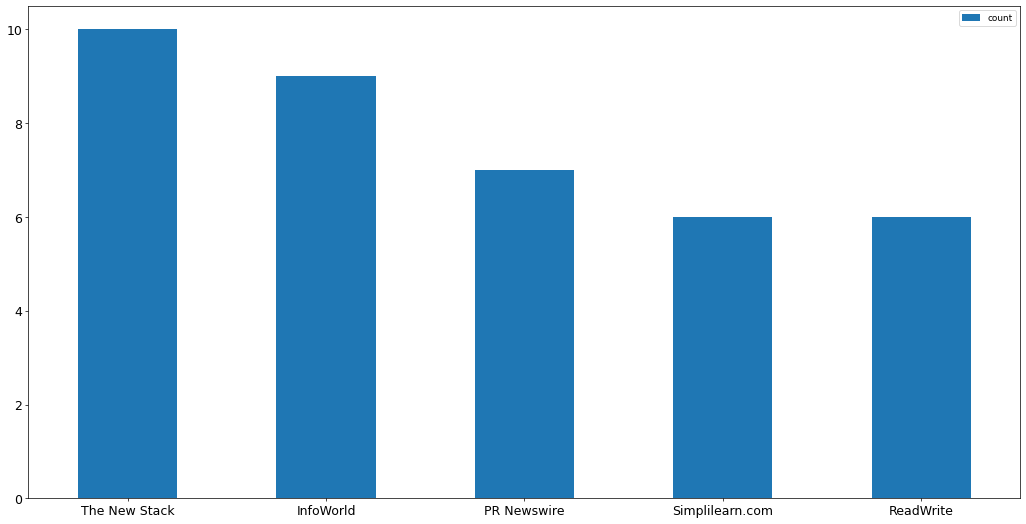 count
10
8
6
4
2
0
The New Stack
InfoWorld
PR Newswire
Simplilearn.com
ReadWrite